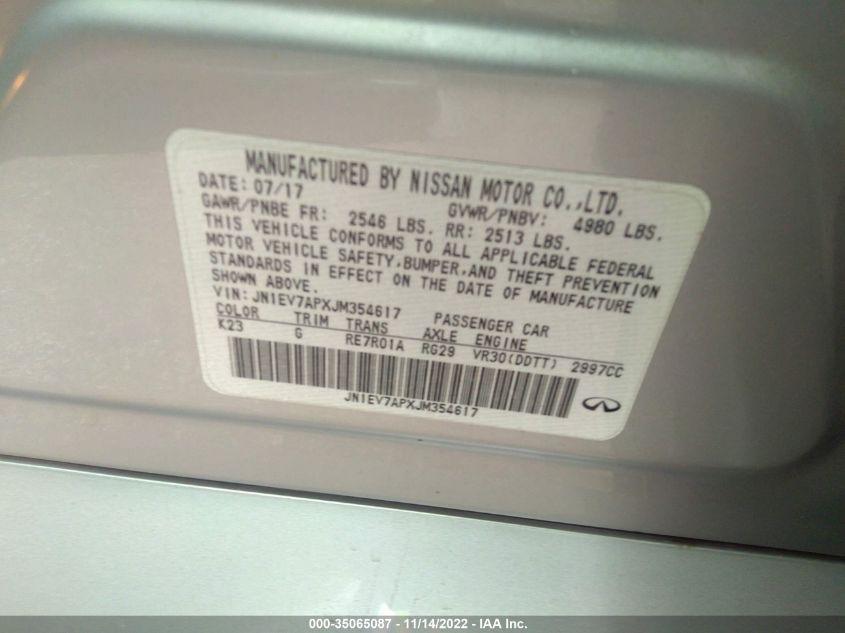 MANUFACTURED BY NISSAN MOTOR CO.,LTD.
DATE: 07/17 GVWR/PNBV: 4980 LBS.
GAWR/PNBE FR: 2546 LBS. RR: 2513 LBS.
THIS VEHICLE CONFORMS TO ALL APPLICABLE FEDERAL
MOTOR VEHICLE SAFETY,BUMPER,AND THEFT PREVENTION
STANDARDS IN EFFECT ON THE DATE OF MANUFACTURE
SHOWN ABOVE.
VIN: JN1EV7APXJM354617 PASSENGER CAR
COLOR TRIM TRANS AXLE ENGINE
K23 G RE7R01A RG29 VR30(DDTT) 2997CC
JN1EV7APXJM354617
000-35065087 - 11/14/2022 - IAA Inc.